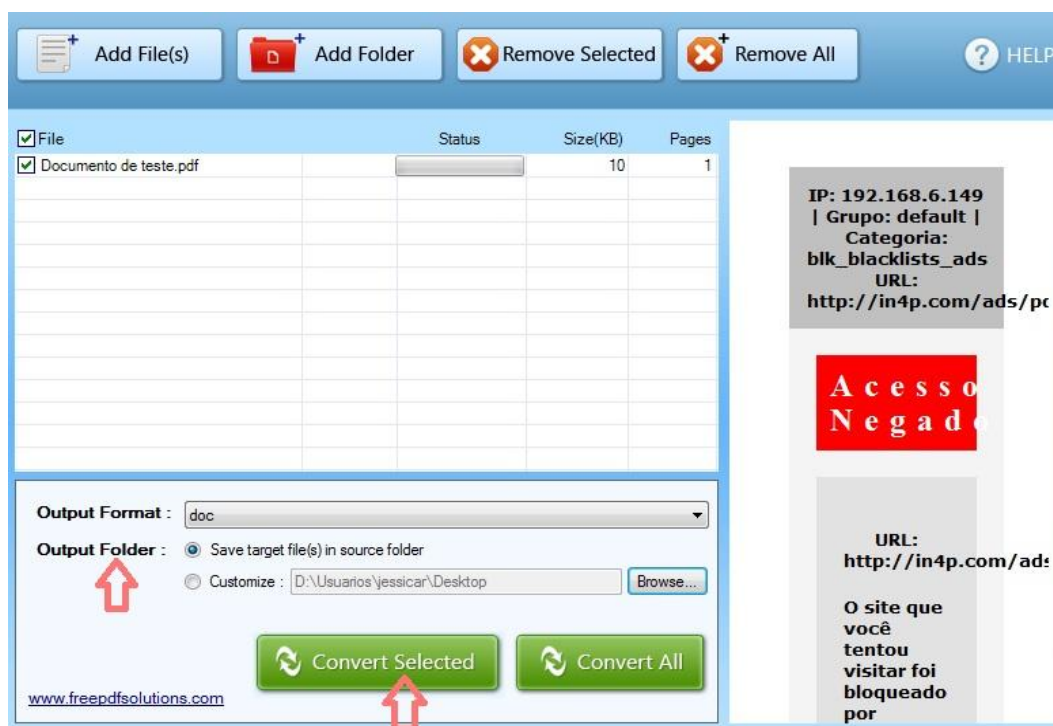 Add File(s)
Add Folder
Remove Selected
Remove All
? HELP
File Status Size(KB) Pages
Documento de teste.pdf 10 1
Output Format :
doc
Output Folder :
Save target file(s) in source folder
Customize :
D:\Usuarios\jessicar\Desktop
Browse...
Convert Selected
Convert All
www.freepdfsolutions.com
IP: 192.168.6.149
| Grupo: default |
Categoria:
blk_blacklists_ads
URL:
http://in4p.com/ads/po
Acesso
Negado
URL:
http://in4p.com/ads
O site que
você
tentou
visitar foi
bloqueado
por